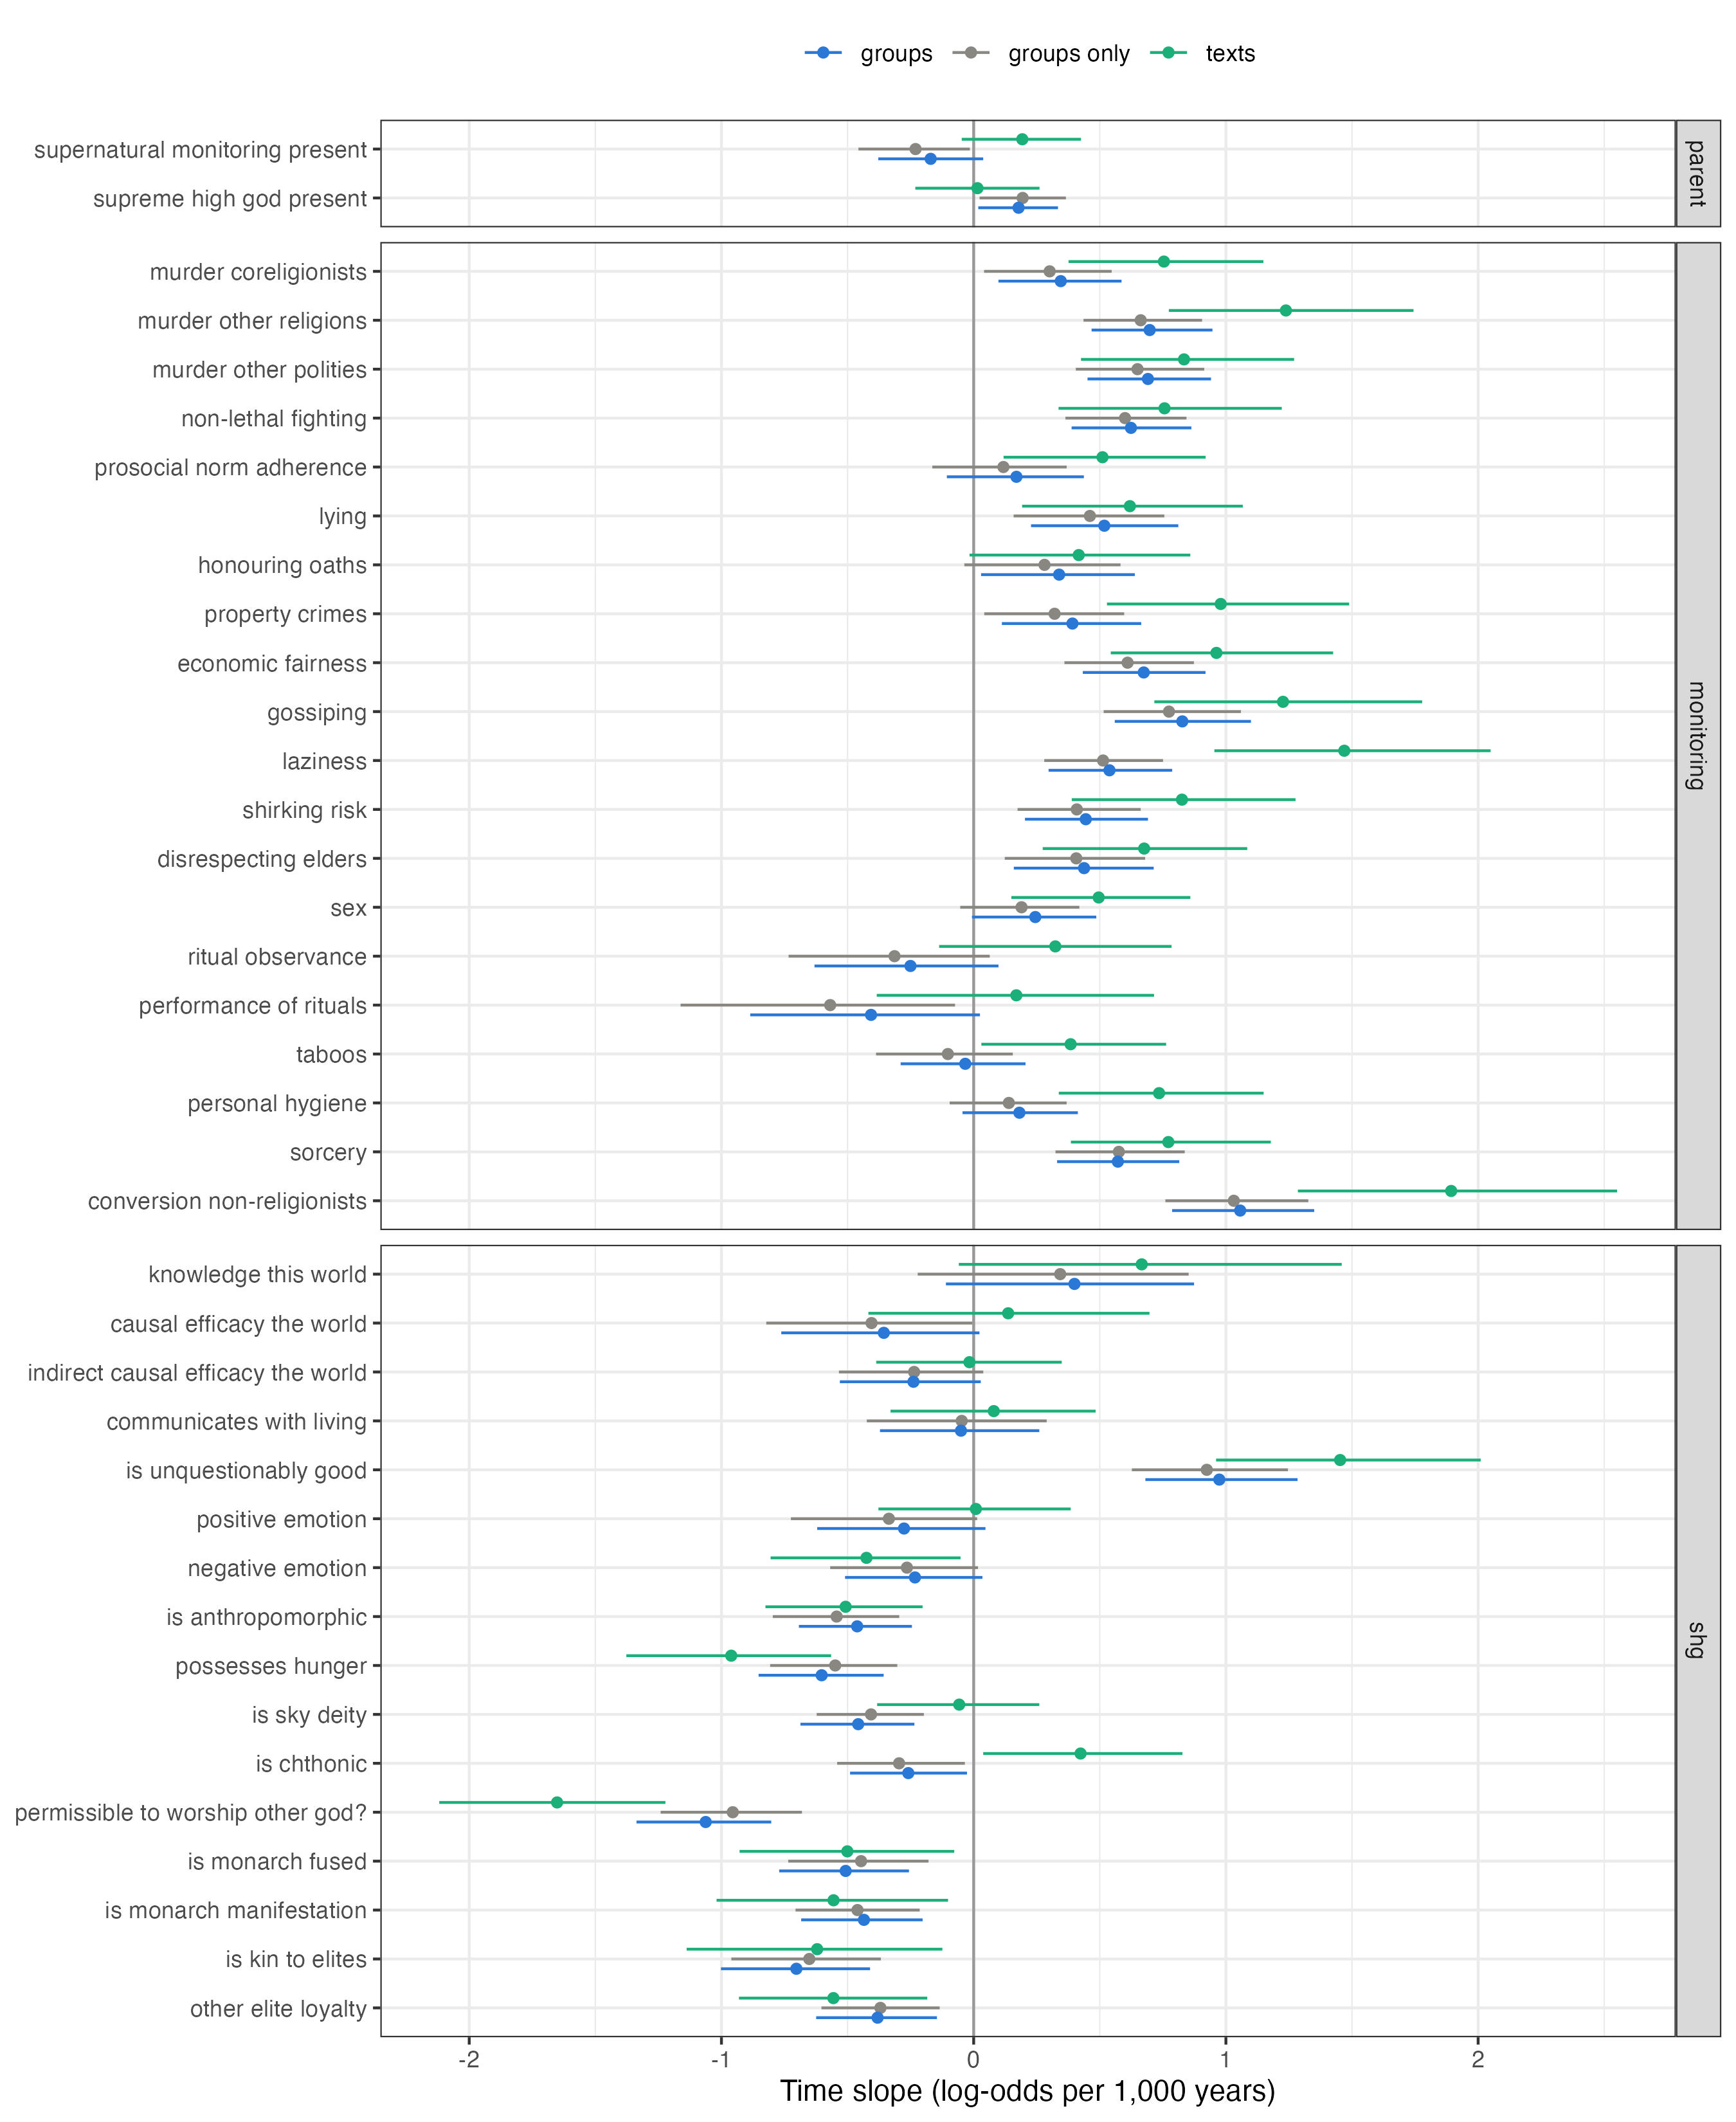 groups groups only texts
supernatural monitoring present
supreme high god present
parent
murder coreligionists
murder other religions
murder other polities
non-lethal fighting
prosocial norm adherence
lying
honouring oaths
property crimes
economic fairness
gossiping
laziness
shirking risk
disrespecting elders
sex
ritual observance
performance of rituals
taboos
personal hygiene
sorcery
conversion non-religionists
monitoring
knowledge this world
causal efficacy the world
indirect causal efficacy the world
communicates with living
is unquestionably good
positive emotion
negative emotion
is anthropomorphic
possesses hunger
is sky deity
is chthonic
permissible to worship other god?
is monarch fused
is monarch manifestation
is kin to elites
other elite loyalty
shg
-2 -1 0 1 2
Time slope (log-odds per 1,000 years)